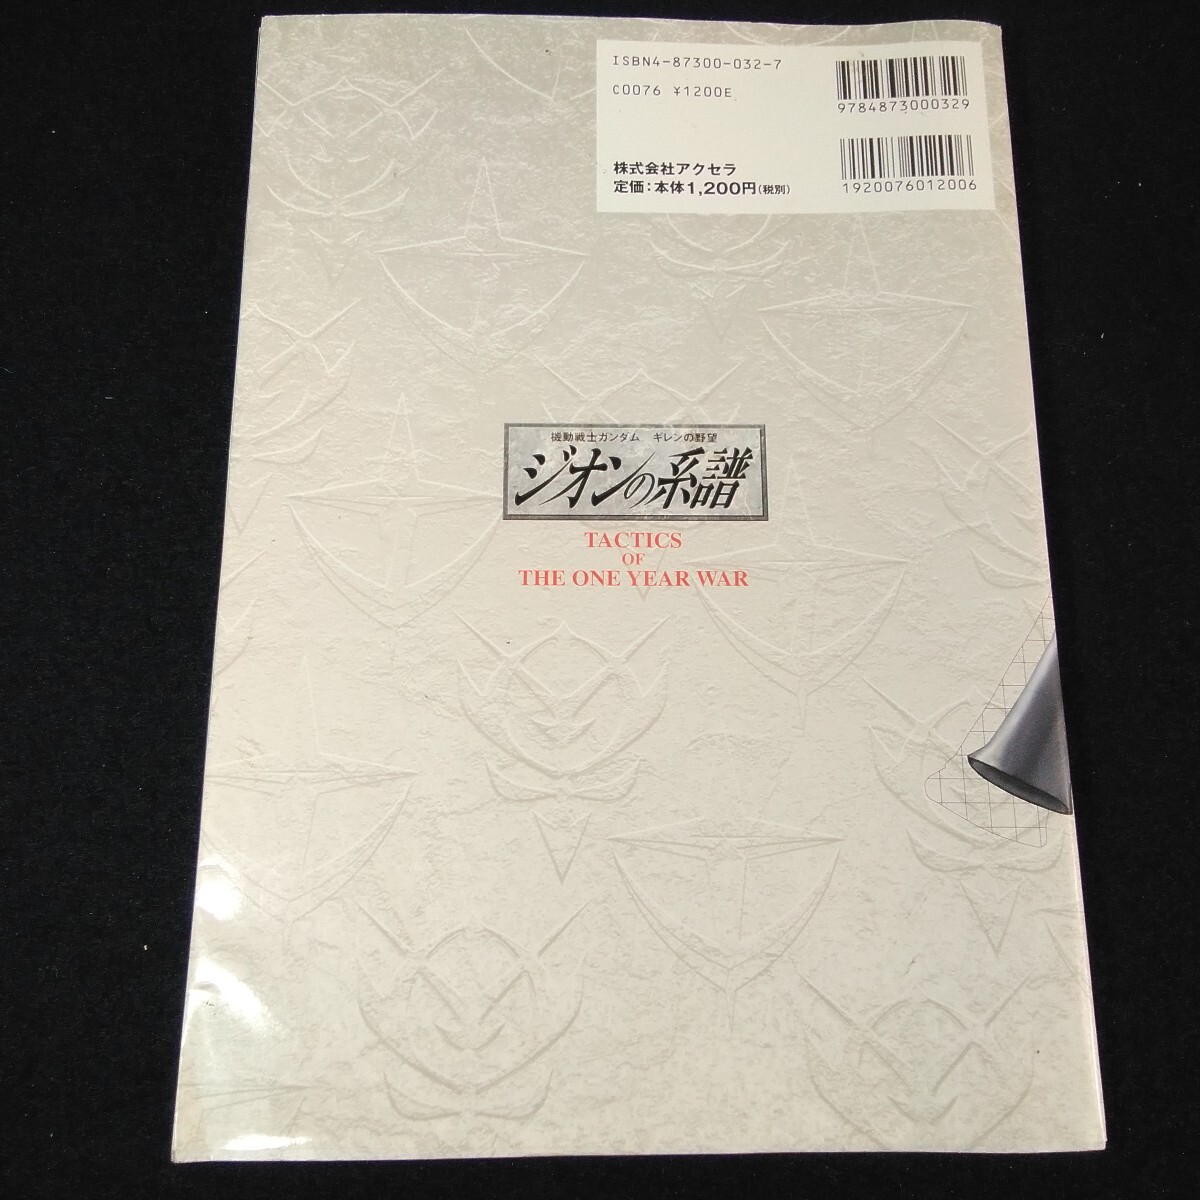 ISBN4-87300-032-7
C0076 ¥1200E
9784873000329
株式会社アクセラ
定価:本体1,200円(税別)
1920076012006
機動戦士ガンダム ギレンの野望
ジオンの系譜
TACTICS
OF
THE ONE YEAR WAR